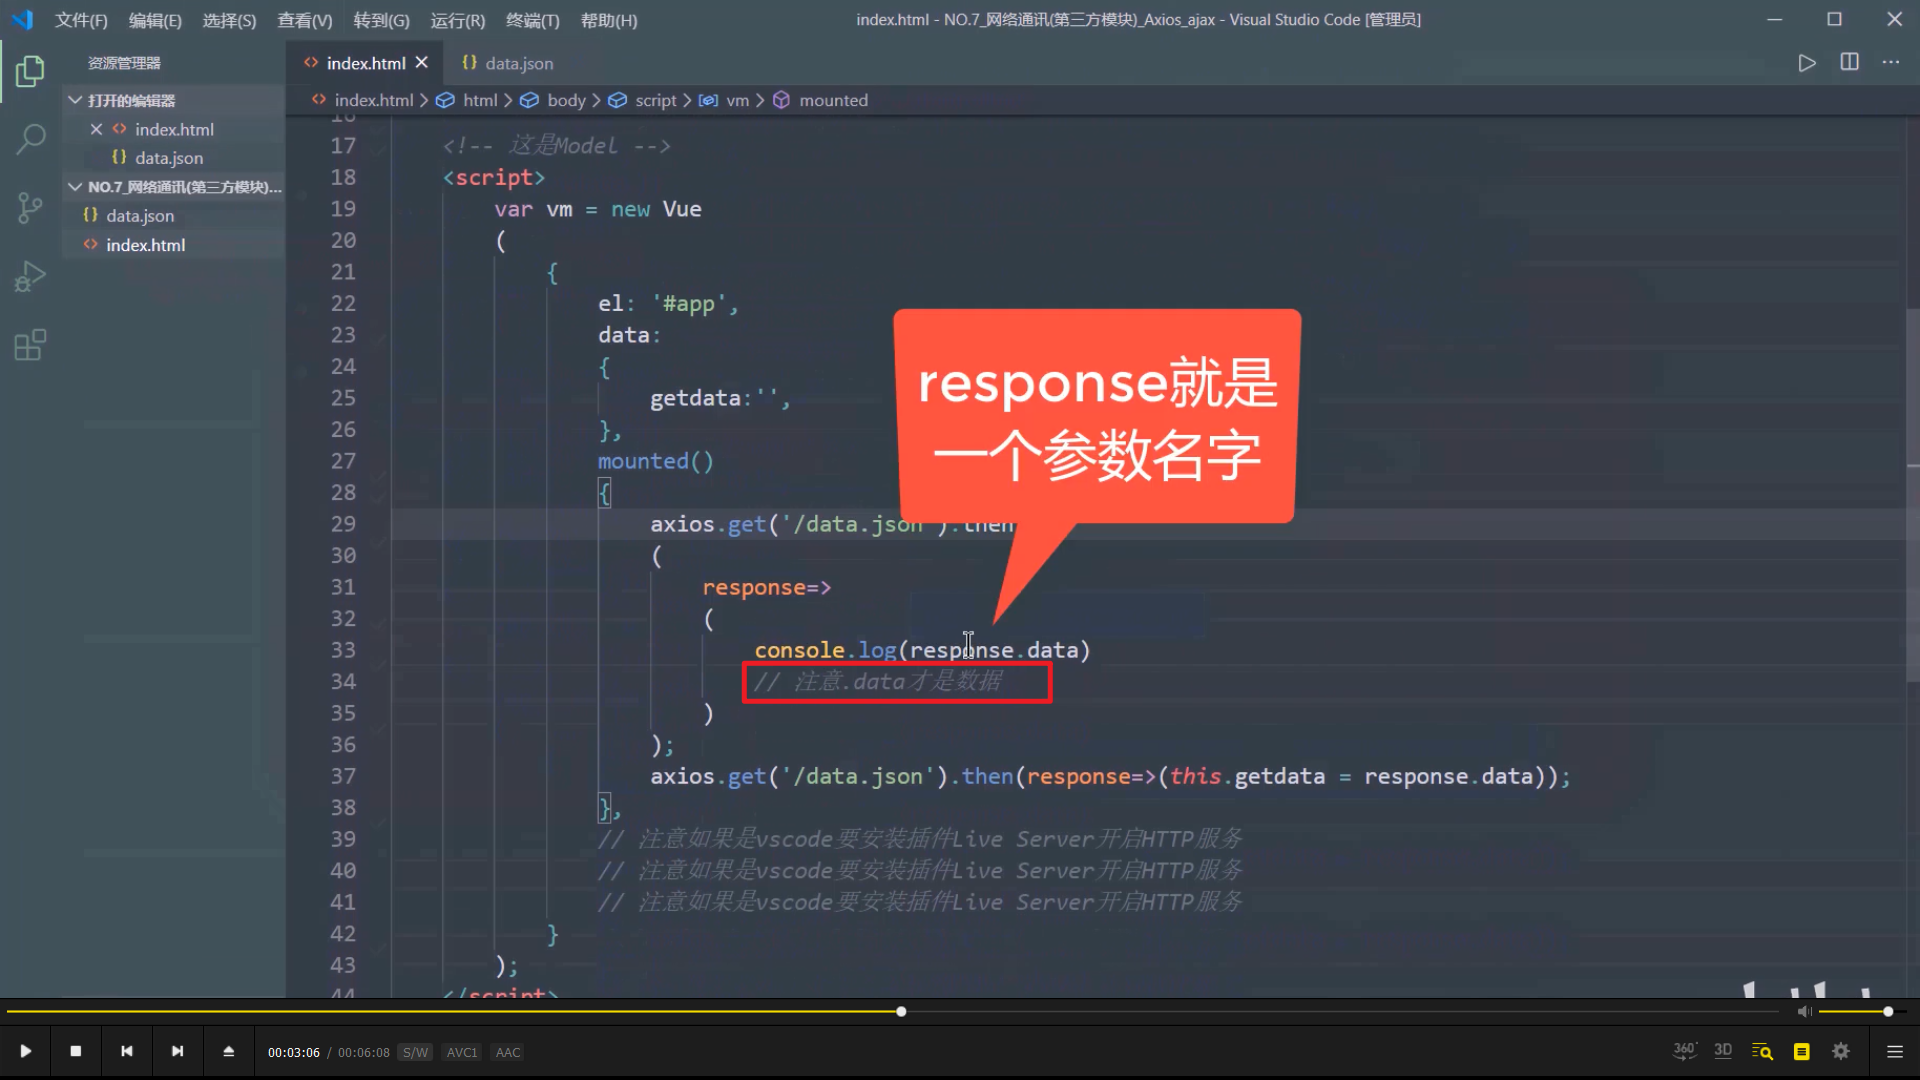 文件(F) 编辑(E) 选择(S) 查看(V) 转到(G) 运行(R) 终端(T) 帮助(H) index.html - NO.7_网络通讯(第三方模块)_Axios_ajax - Visual Studio Code [管理员]
资源管理器
index.html
data.json
打开的编辑器
index.html > html > body > script > vm > mounted
index.html
data.json
NO.7_网络通讯(第三方模块)...
data.json
index.html
16
17 <!-- 这是Model -->
18 <script>
19 var vm = new Vue
20 (
21 {
22 el: '#app',
23 data:
24 {
25 getdata:'',
26 },
27 mounted()
28 {
29 axios.get('/data.json').then
30 (
31 response=>
32 (
33 console.log(response.data)
34 // 注意.data才是数据
35 )
36 );
37 axios.get('/data.json').then(response=>(this.getdata = response.data));
38 },
39 // 注意如果是vscode要安装插件Live Server开启HTTP服务
40 // 注意如果是vscode要安装插件Live Server开启HTTP服务
41 // 注意如果是vscode要安装插件Live Server开启HTTP服务
42 }
43 );
44 </script>
response就是
一个参数名字
00:03:06 / 00:06:08 S/W AVC1 AAC
360° 3D